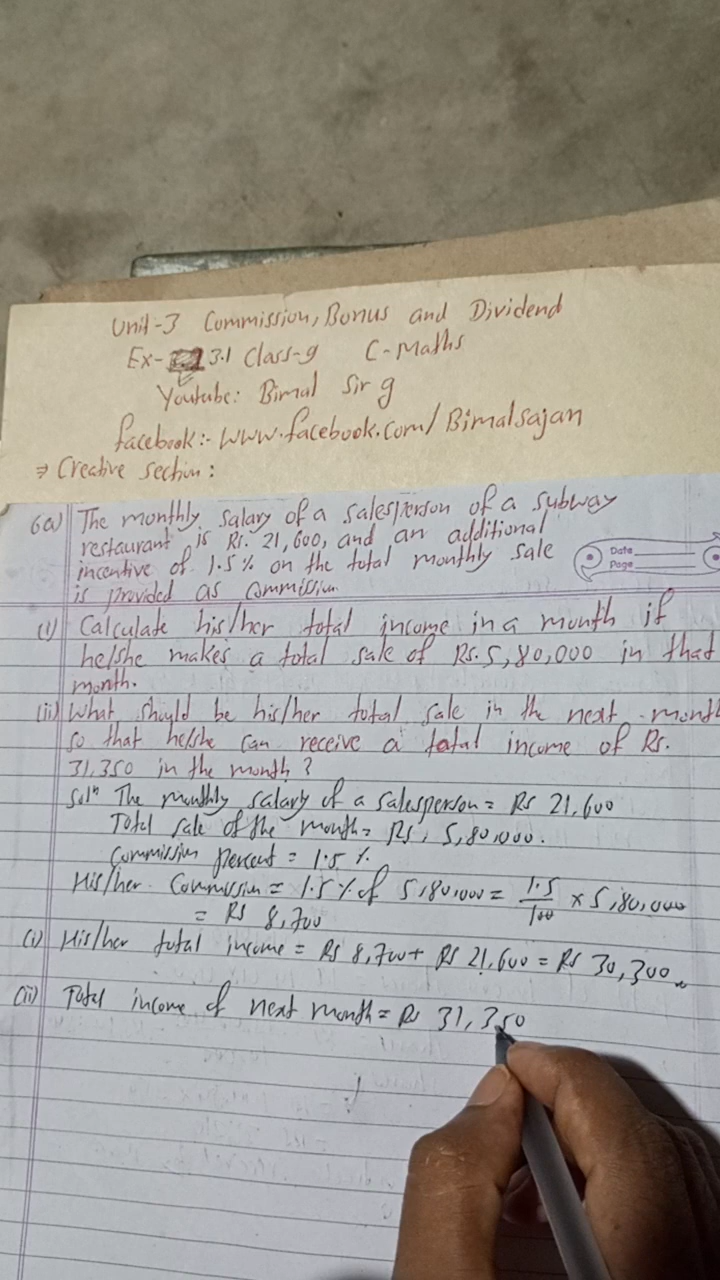 Unit-3 Commission, Bonus and Dividend
Ex- 3.1 Class-9 C-Maths
Youtube: Bimal Sir g
facebook:- www.facebook.com/Bimalsajan
⇒ Creative section:
6a) The monthly salary of a salesperson of a subway
restaurant is Rs. 21,600, and an additional
incentive of 1.5% on the total monthly sale
is provided as commission
Date
Page
(i) Calculate his/her total income in a month if
he/she makes a total sale of Rs. 5,80,000 in that
month.
(ii) What should be his/her total sale in the next month
so that he/she can receive a total income of Rs.
31,350 in the month?
Solⁿ The monthly salary of a salesperson = Rs 21,600
Total sale of the month = Rs, 5,80,000.
Commission percent = 1.5 %
His/her Commission = 1.5 % of 5,80,000 = 1.5/100 × 5,80,000
= Rs 8,700
(i) His/her total income = Rs 8,700 + Rs 21,600 = Rs 30,300
(ii) Total income of next month = Rs 31,350